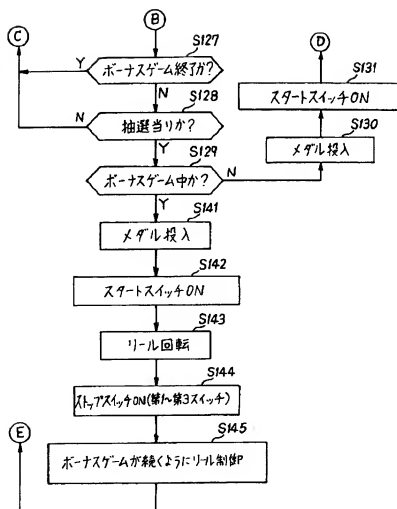 B
C
S127
ボーナスゲーム終了か?
Y
N
S128
抽選当りか?
N
Y
S129
ボーナスゲーム中か?
N
Y
D
S131
スタートスイッチON
S130
メダル投入
S141
メダル投入
S142
スタートスイッチON
S143
リール回転
S144
ストップスイッチON(第1~第3スイッチ)
S145
ボーナスゲームが続くようにリール制御
E